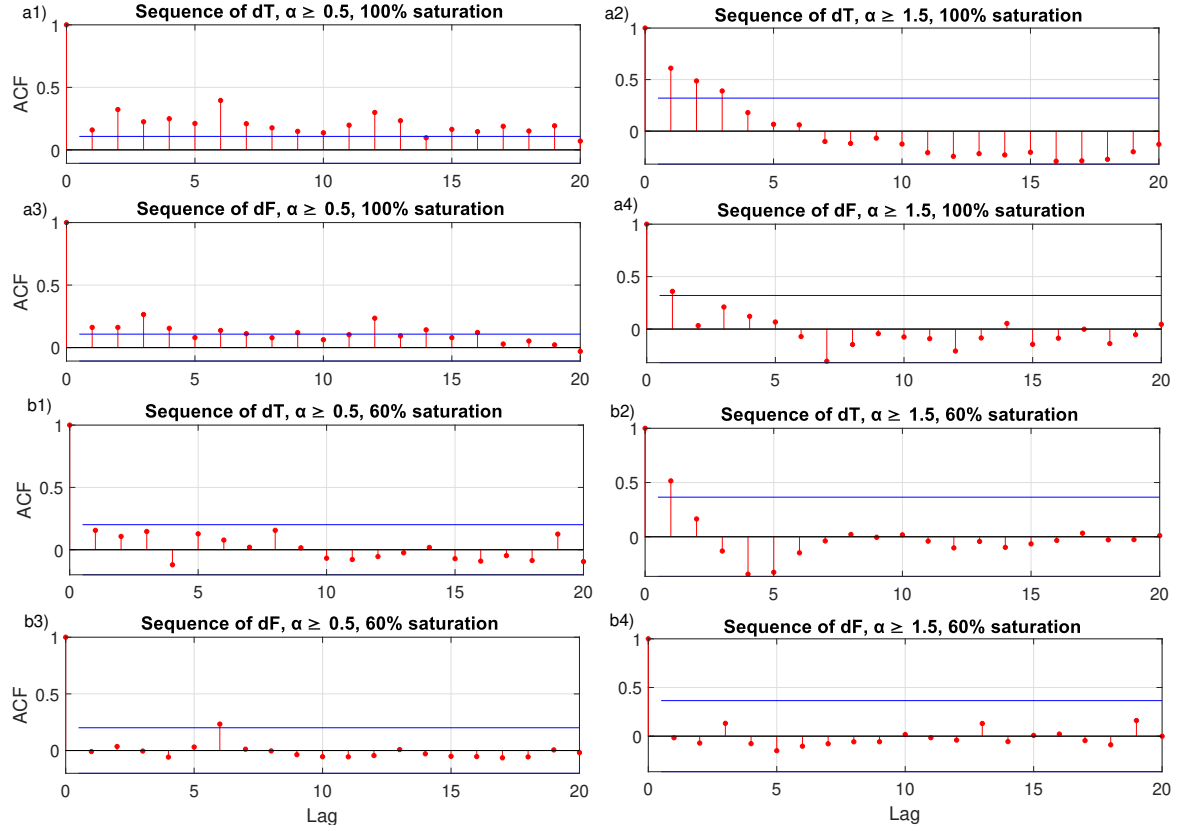 a1)
Sequence of dT, α ≥ 0.5, 100% saturation
ACF
1
0.5
0
0 5 10 15 20
a2)
Sequence of dT, α ≥ 1.5, 100% saturation
1
0.5
0
0 5 10 15 20
a3)
Sequence of dF, α ≥ 0.5, 100% saturation
ACF
1
0.5
0
0 5 10 15 20
a4)
Sequence of dF, α ≥ 1.5, 100% saturation
1
0.5
0
0 5 10 15 20
b1)
Sequence of dT, α ≥ 0.5, 60% saturation
ACF
1
0.5
0
0 5 10 15 20
b2)
Sequence of dT, α ≥ 1.5, 60% saturation
1
0.5
0
0 5 10 15 20
b3)
Sequence of dF, α ≥ 0.5, 60% saturation
ACF
1
0.5
0
0 5 10 15 20
Lag
b4)
Sequence of dF, α ≥ 1.5, 60% saturation
1
0.5
0
0 5 10 15 20
Lag